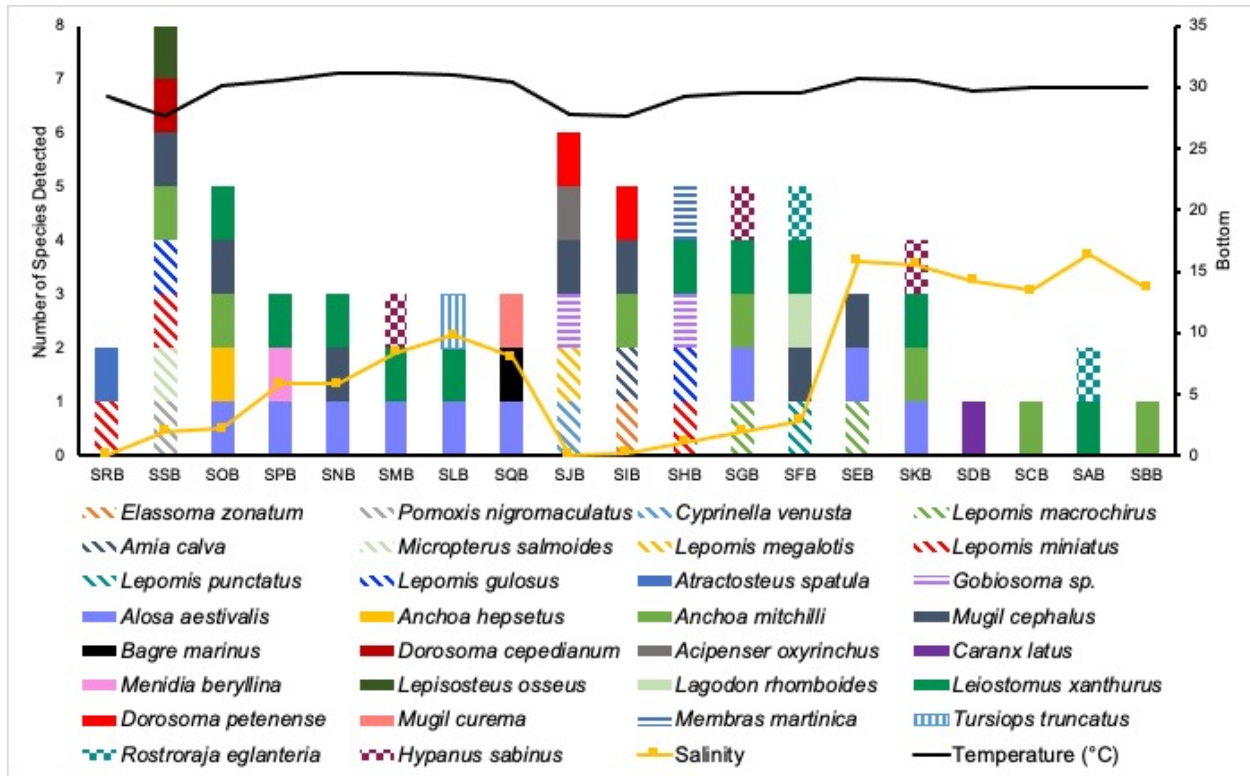 8
7
6
5
4
3
2
1
0
Number of Species Detected
35
30
25
20
15
10
5
0
Bottom
SRB SSB SOB SPB SNB SMB SLB SQB SJB SIB SHB SGB SFB SEB SKB SDB SCB SAB SBB
Elassoma zonatum Pomoxis nigromaculatus Cyprinella venusta Lepomis macrochirus
Amia calva Micropterus salmoides Lepomis megalotis Lepomis miniatus
Lepomis punctatus Lepomis gulosus Atractosteus spatula Gobiosoma sp.
Alosa aestivalis Anchoa hepsetus Anchoa mitchilli Mugil cephalus
Bagre marinus Dorosoma cepedianum Acipenser oxyrinchus Caranx latus
Menidia beryllina Lepisosteus osseus Lagodon rhomboides Leiostomus xanthurus
Dorosoma petenense Mugil curema Membras martinica Tursiops truncatus
Rostroraja eglanteria Hypanus sabinus Salinity Temperature (°C)